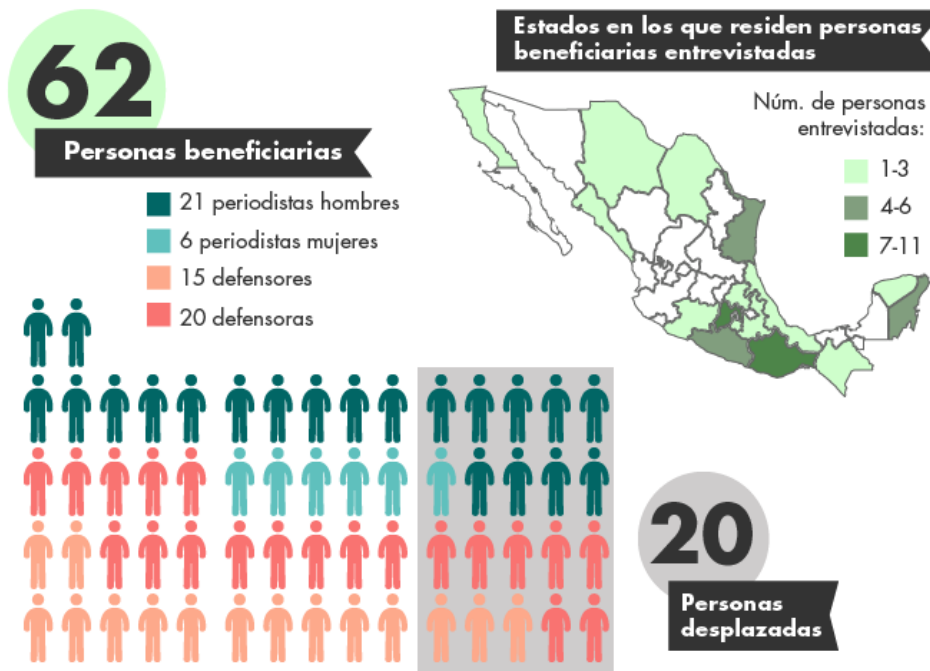 62
Personas beneficiarias
21 periodistas hombres
6 periodistas mujeres
15 defensores
20 defensoras
Estados en los que residen personas
beneficiarias entrevistadas
Núm. de personas
entrevistadas:
1-3
4-6
7-11
20
Personas
desplazadas